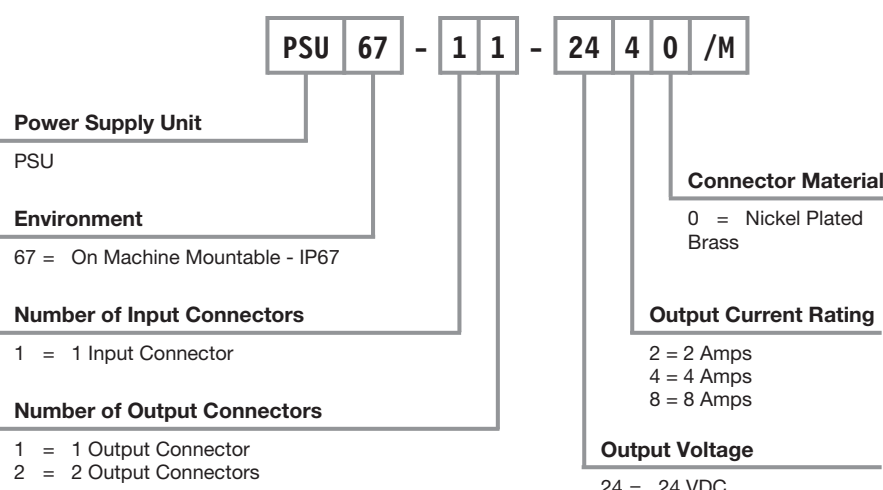 PSU 67 - 1 1 - 24 4 0 /M
Power Supply Unit
PSU
Environment
67 = On Machine Mountable - IP67
Number of Input Connectors
1 = 1 Input Connector
Number of Output Connectors
1 = 1 Output Connector
2 = 2 Output Connectors
Connector Material
0 = Nickel Plated
Brass
Output Current Rating
2 = 2 Amps
4 = 4 Amps
8 = 8 Amps
Output Voltage
24 = 24 VDC